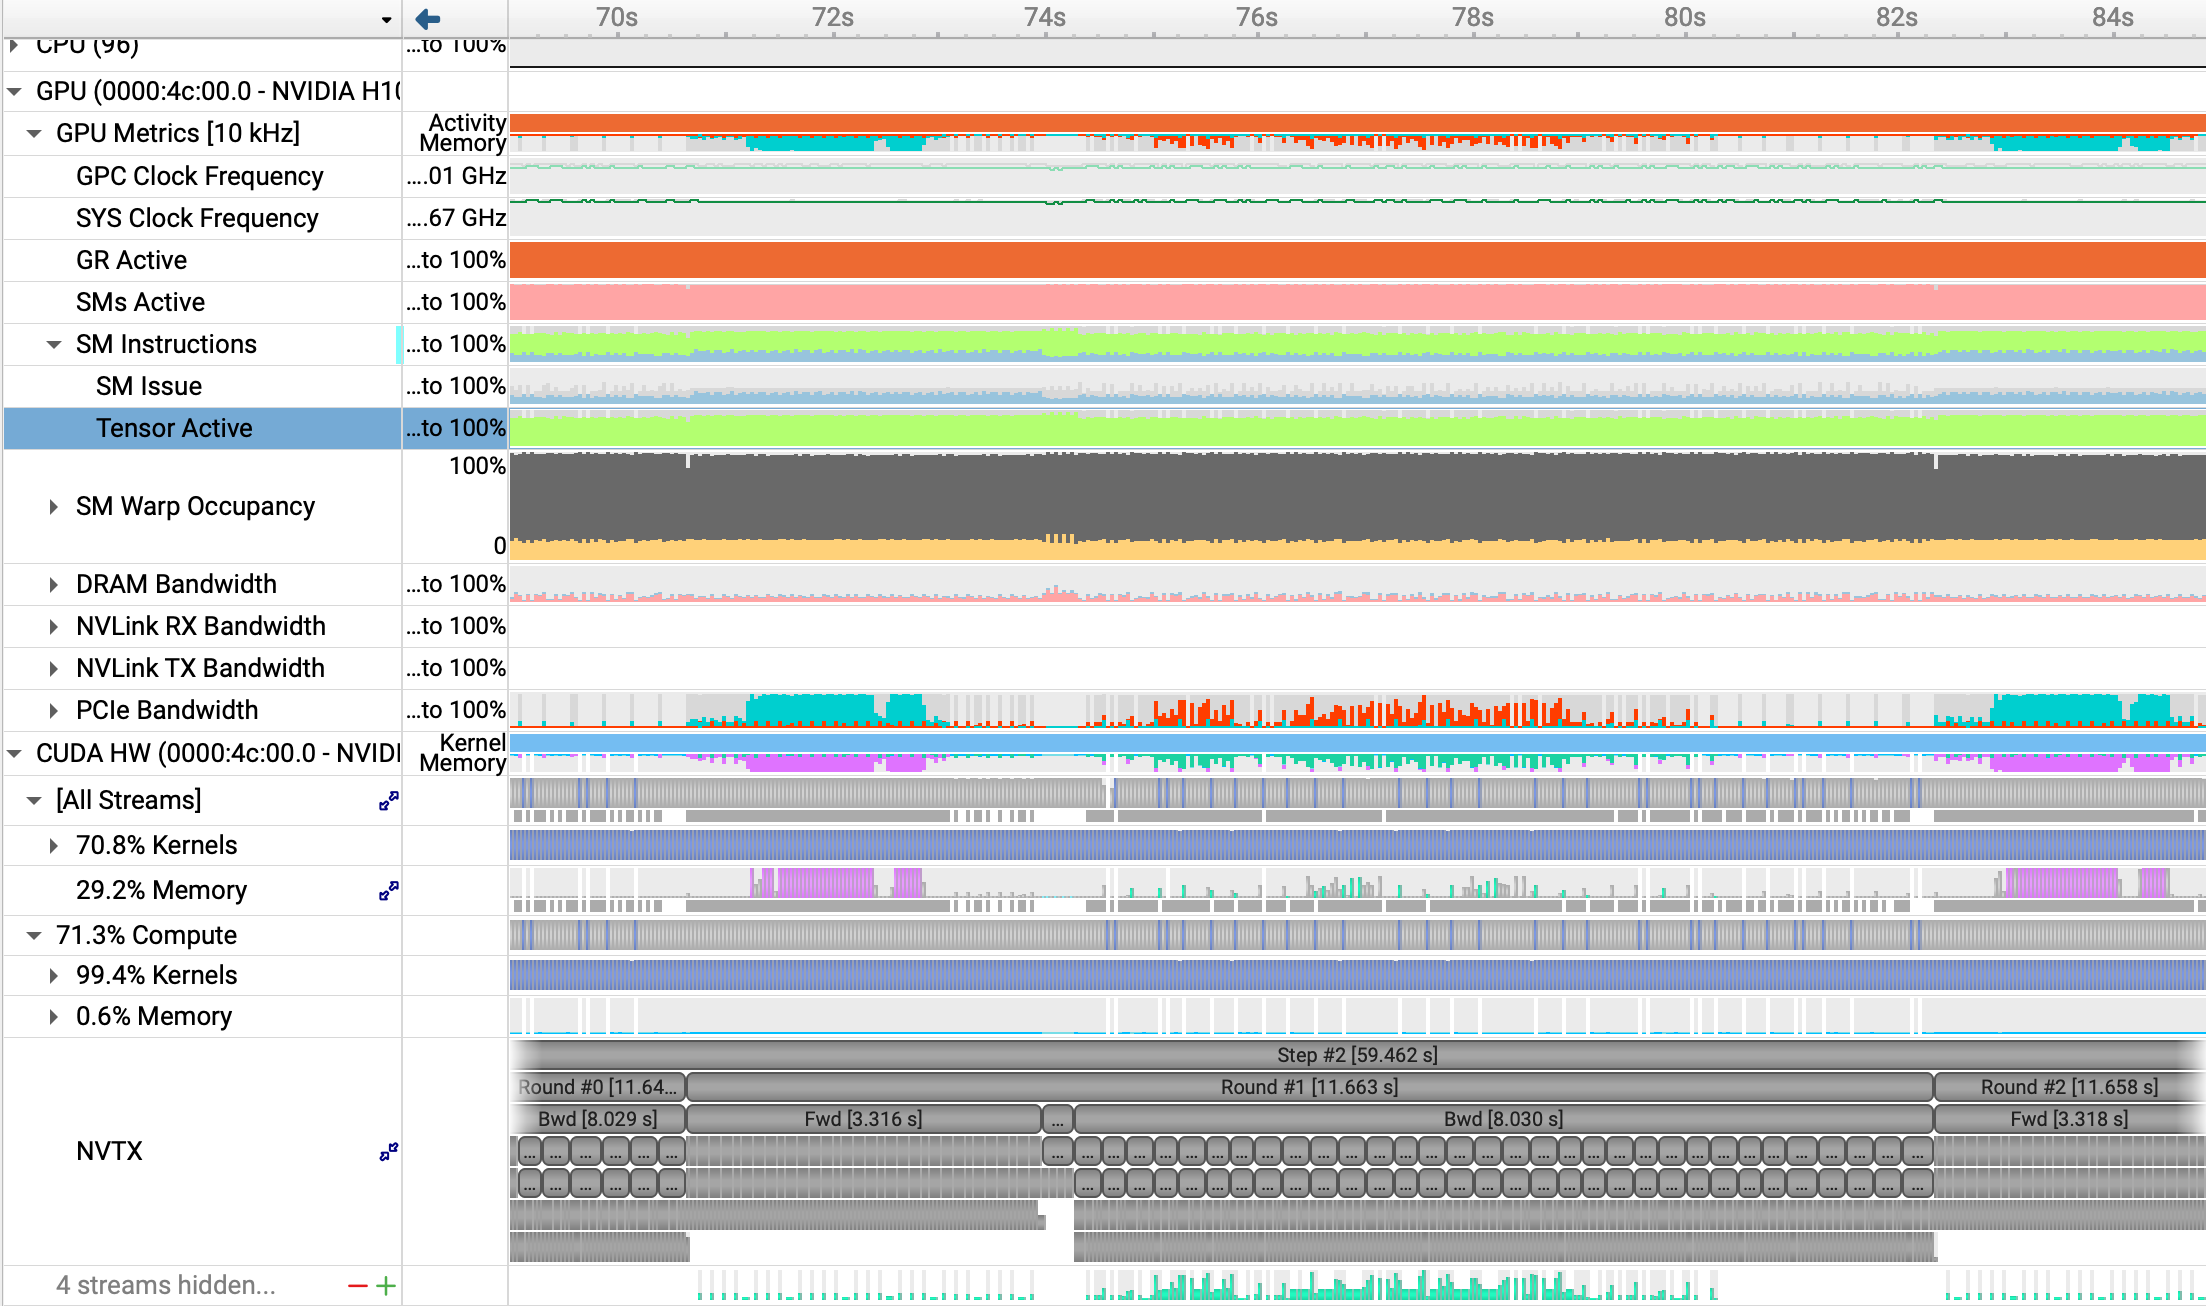 70s 72s 74s 76s 78s 80s 82s 84s
CPU (96) ...to 100%
GPU (0000:4c:00.0 - NVIDIA H10
GPU Metrics [10 kHz] Activity
Memory
GPC Clock Frequency ....01 GHz
SYS Clock Frequency ....67 GHz
GR Active ...to 100%
SMs Active ...to 100%
SM Instructions ...to 100%
SM Issue ...to 100%
Tensor Active ...to 100%
100%
SM Warp Occupancy
0
DRAM Bandwidth ...to 100%
NVLink RX Bandwidth ...to 100%
NVLink TX Bandwidth ...to 100%
PCIe Bandwidth ...to 100%
CUDA HW (0000:4c:00.0 - NVIDI Kernel
Memory
[All Streams]
70.8% Kernels
29.2% Memory
71.3% Compute
99.4% Kernels
0.6% Memory
Step #2 [59.462 s]
Round #0 [11.64... Round #1 [11.663 s] Round #2 [11.658 s]
Bwd [8.029 s] Fwd [3.316 s] ... Bwd [8.030 s] Fwd [3.318 s]
NVTX
... ... ... ... ... ... ... ... ... ... ... ... ... ... ... ... ... ... ... ... ... ... ... ... ... ... ... ... ... ... ... ... ... ... ... ... ... ... ...
... ... ... ... ... ... ... ... ... ... ... ... ... ... ... ... ... ... ... ... ... ... ... ... ... ... ... ... ... ... ... ... ... ... ... ... ... ...
4 streams hidden... − +